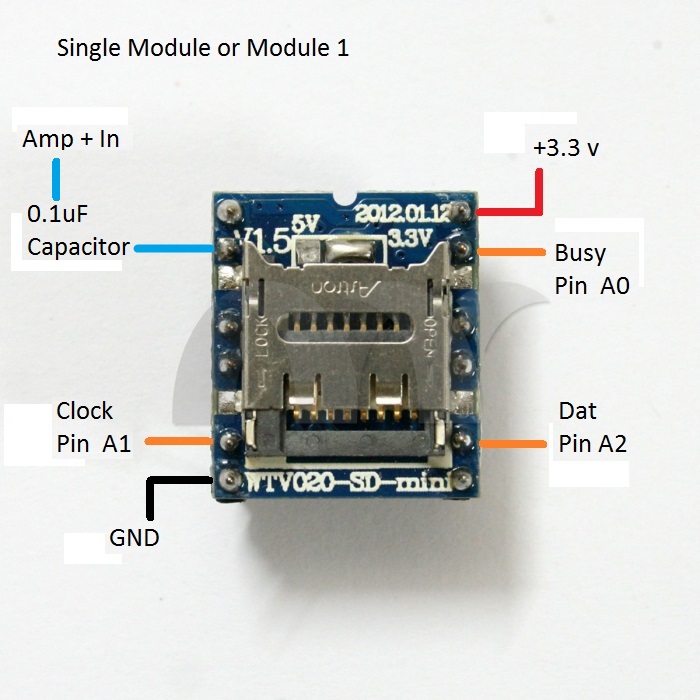 Single Module or Module 1
Amp + In
+3.3 v
0.1uF
Capacitor
5V
2012.01.12
V1.5
3.3V
Busy
Pin A0
Axtron
LOCK
OPEN
Clock
Pin A1
Dat
Pin A2
WTV020-SD-mini
GND